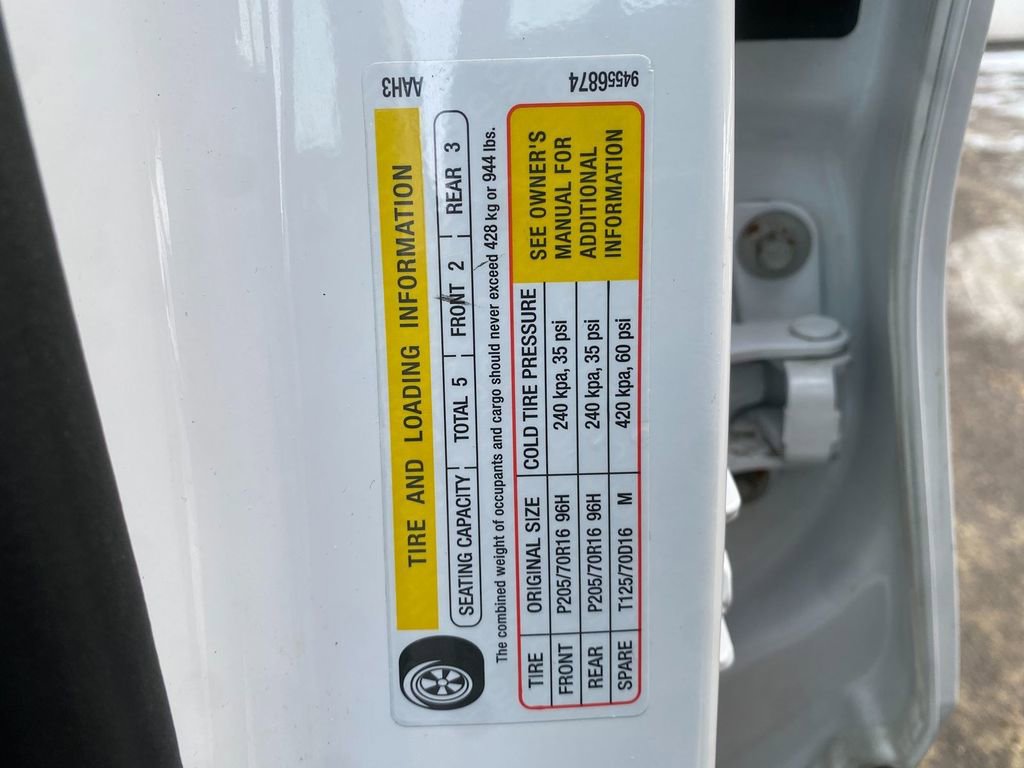 AAH3
94556874
TIRE AND LOADING INFORMATION
SEATING CAPACITY TOTAL 5 FRONT 2 REAR 3
The combined weight of occupants and cargo should never exceed 428 kg or 944 lbs.
TIRE ORIGINAL SIZE COLD TIRE PRESSURE
FRONT P205/70R16 96H 240 kpa, 35 psi
REAR P205/70R16 96H 240 kpa, 35 psi
SPARE T125/70D16 M 420 kpa, 60 psi
SEE OWNER'S
MANUAL FOR
ADDITIONAL
INFORMATION